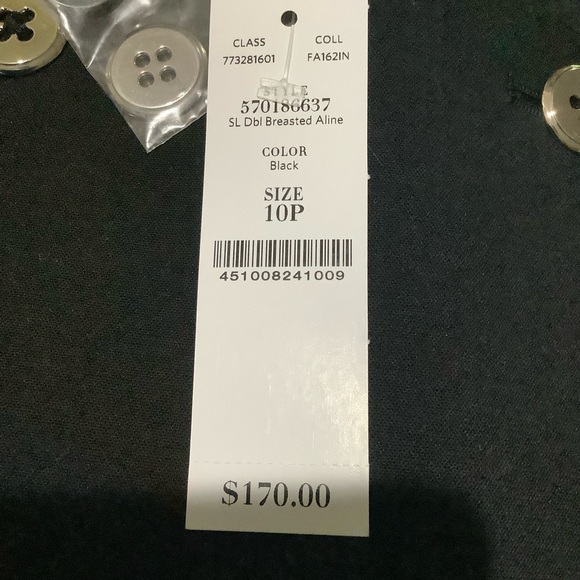 CLASS COLL
773281601 FA162IN
STYLE
570186637
SL Dbl Breasted Aline
COLOR
Black
SIZE
10P
451008241009
$170.00